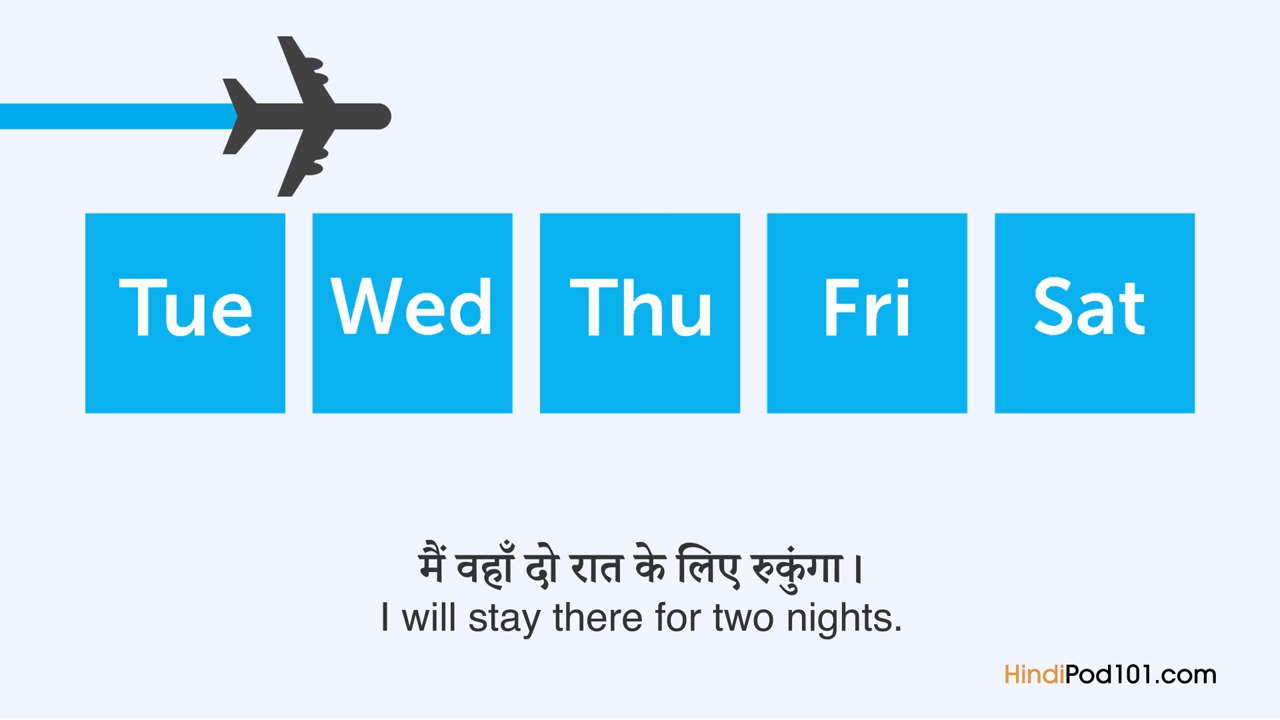 Tue Wed Thu Fri Sat
मैं वहाँ दो रात के लिए रुकुंगा।
I will stay there for two nights.
HindiPod101.com